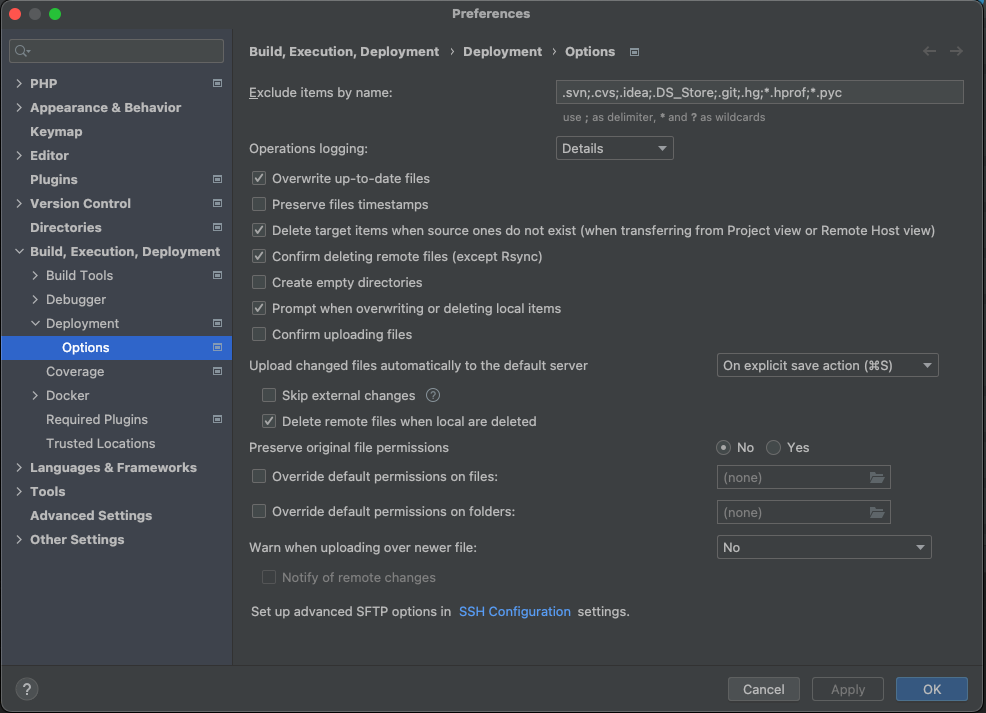 Preferences
PHP
Appearance & Behavior
Keymap
Editor
Plugins
Version Control
Directories
Build, Execution, Deployment
Build Tools
Debugger
Deployment
Options
Coverage
Docker
Required Plugins
Trusted Locations
Languages & Frameworks
Tools
Advanced Settings
Other Settings
Build, Execution, Deployment › Deployment › Options
Exclude items by name: .svn;.cvs;.idea;.DS_Store;.git;.hg;*.hprof;*.pyc
use ; as delimiter, * and ? as wildcards
Operations logging: Details
Overwrite up-to-date files
Preserve files timestamps
Delete target items when source ones do not exist (when transferring from Project view or Remote Host view)
Confirm deleting remote files (except Rsync)
Create empty directories
Prompt when overwriting or deleting local items
Confirm uploading files
Upload changed files automatically to the default server On explicit save action (⌘S)
Skip external changes ?
Delete remote files when local are deleted
Preserve original file permissions No Yes
Override default permissions on files: (none)
Override default permissions on folders: (none)
Warn when uploading over newer file: No
Notify of remote changes
Set up advanced SFTP options in SSH Configuration settings.
? Cancel Apply OK